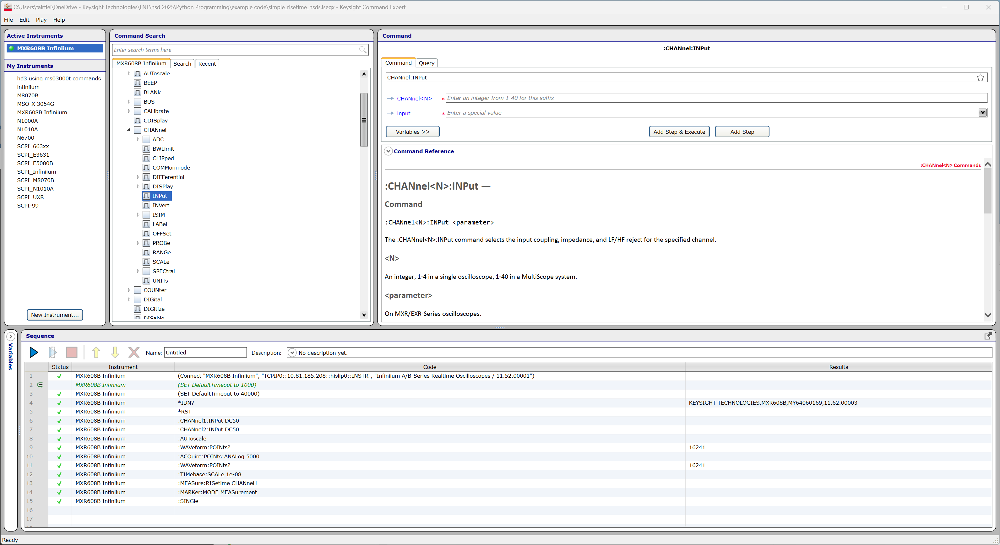 C:\Users\fairfiel\OneDrive - Keysight Technologies\LNL\hsd 2025\Python Programming\example code\simple_risetime_hsds.iseqx - Keysight Command Expert
File Edit Play Help
Active Instruments
MXR608B Infiniium
My Instruments
hd3 using ms03000t commands
infiniium
M8070B
MSO-X 3054G
MXR608B Infiniium
N1000A
N1010A
N6700
SCPI_663xx
SCPI_E3631
SCPI_E5080B
SCPI_Infiniium
SCPI_M8070B
SCPI_N1010A
SCPI_UXR
SCPI-99
New Instrument...
Command Search
Enter search terms here
MXR608B Infiniium Search Recent
AUToscale
BEEP
BLANk
BUS
CALibrate
CDISplay
CHANnel
ADC
BWLimit
CLIPped
COMMonmode
DIFFerential
DISPlay
INPut
INVert
ISIM
LABel
OFFSet
PROBe
RANGe
SCALe
SPECtral
UNITs
COUNter
DIGital
DIGitize
DISable
Command
:CHANnel:INPut
Command Query
CHANnel:INPut
CHANnel<N> * Enter an integer from 1-40 for this suffix
input * Enter a special value
Variables >> Add Step & Execute Add Step
Command Reference
:CHANnel<N> Commands
:CHANnel<N>:INPut —
Command
:CHANnel<N>:INPut <parameter>
The :CHANnel<N>:INPut command selects the input coupling, impedance, and LF/HF reject for the specified channel.
<N>
An integer, 1-4 in a single oscilloscope, 1-40 in a MultiScope system.
<parameter>
On MXR/EXR-Series oscilloscopes:
Variables
Sequence
Name: Untitled Description: No description yet.
Status Instrument Code Results
1 MXR608B Infiniium (Connect "MXR608B Infiniium", "TCPIP0::10.81.185.208::hislip0::INSTR", "Infiniium A/B-Series Realtime Oscilloscopes / 11.52.00001")
2 MXR608B Infiniium (SET DefaultTimeout to 1000)
3 MXR608B Infiniium (SET DefaultTimeout to 40000)
4 MXR608B Infiniium *IDN? KEYSIGHT TECHNOLOGIES,MXR608B,MY64060169,11.62.00003
5 MXR608B Infiniium *RST
6 MXR608B Infiniium :CHANnel1:INPut DC50
7 MXR608B Infiniium :CHANnel2:INPut DC50
8 MXR608B Infiniium :AUToscale
9 MXR608B Infiniium :WAVeform:POINts? 16241
10 MXR608B Infiniium :ACQuire:POINts:ANALog 5000
11 MXR608B Infiniium :WAVeform:POINts? 16241
12 MXR608B Infiniium :TIMebase:SCALe 1e-08
13 MXR608B Infiniium :MEASure:RISetime CHANnel1
14 MXR608B Infiniium :MARKer:MODE MEASurement
15 MXR608B Infiniium :SINGle
16
17
Ready